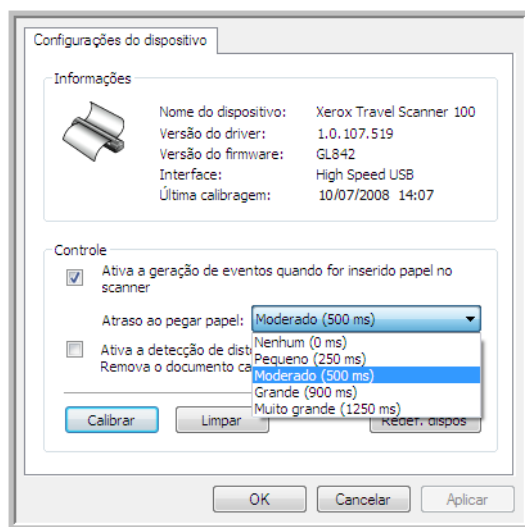 Configurações do dispositivo
Informações
Nome do dispositivo: Xerox Travel Scanner 100
Versão do driver: 1.0.107.519
Versão do firmware: GL842
Interface: High Speed USB
Última calibragem: 10/07/2008 14:07
Controle
Ativa a geração de eventos quando for inserido papel no
scanner
Atraso ao pegar papel: Moderado (500 ms)
Nenhum (0 ms)
Ativa a detecção de
Pequeno (250 ms)
Remova o documento
Moderado (500 ms)
Grande (900 ms)
Muito grande (1250 ms)
Calibrar Limpar Redef. dispos
OK Cancelar Aplicar